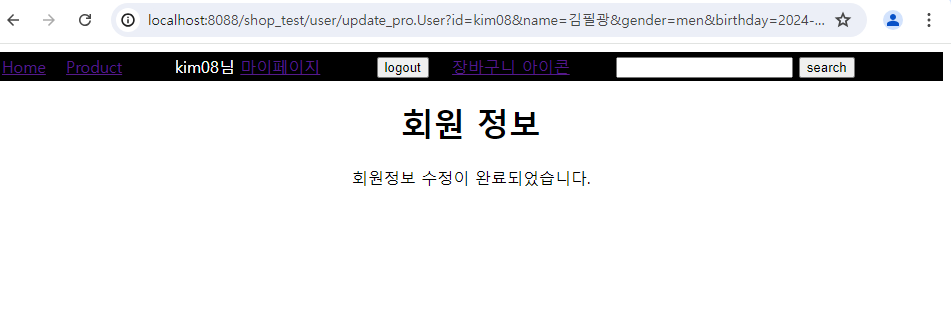 localhost:8088/shop_test/user/update_pro.User?id=kim08&name=김필광&gender=men&birthday=2024-...
Home Product kim08님 마이페이지 logout 장바구니 아이콘 search
회원 정보
회원정보 수정이 완료되었습니다.